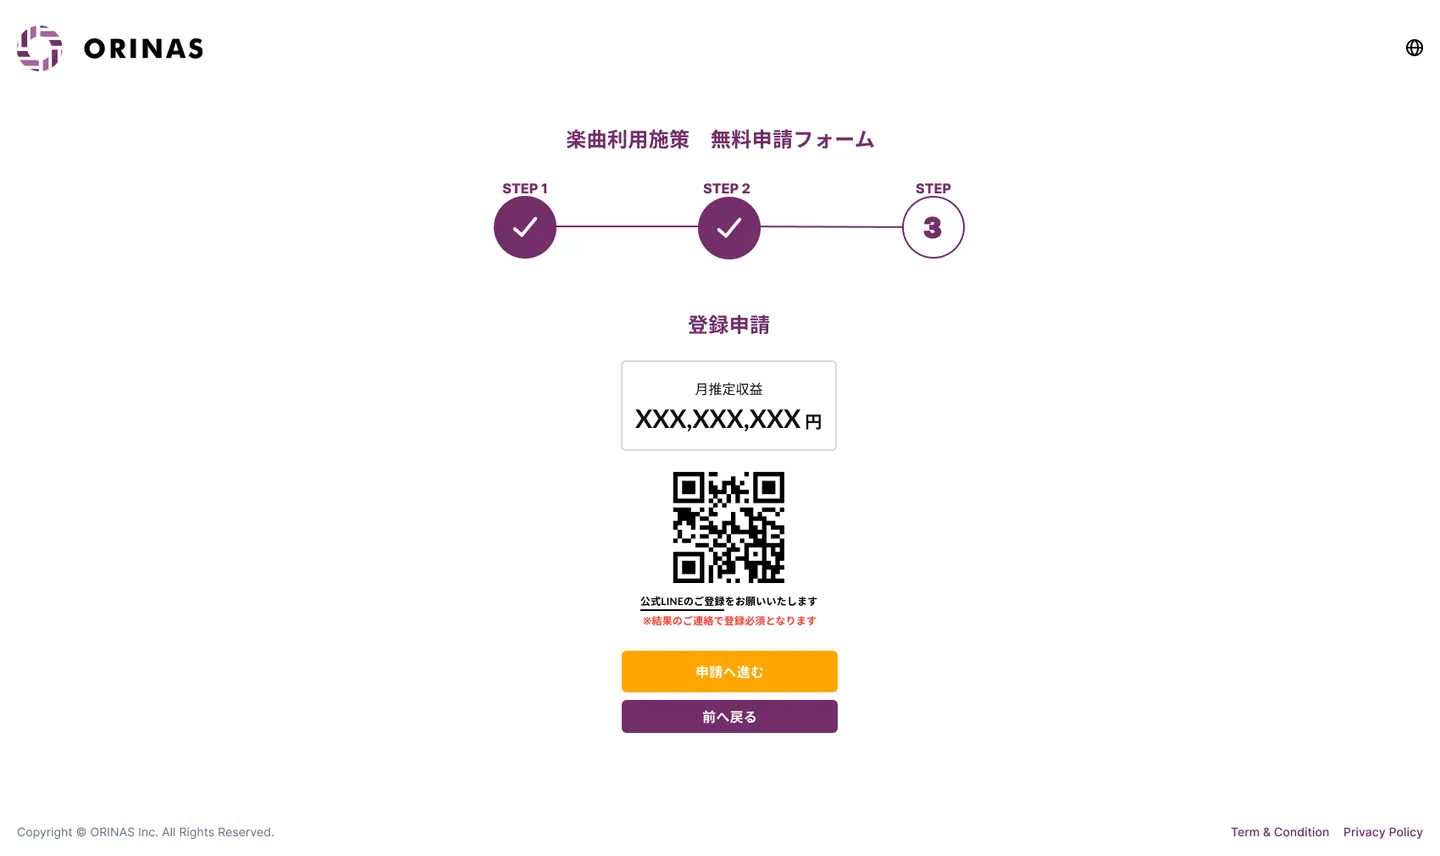 ORINAS
楽曲利用施策　無料申請フォーム
STEP 1
STEP 2
STEP
3
登録申請
月推定収益
XXX,XXX,XXX 円
公式LINEのご登録をお願いいたします
※結果のご連絡で登録必須となります
申請へ進む
前へ戻る
Copyright © ORINAS Inc. All Rights Reserved.
Term & Condition
Privacy Policy